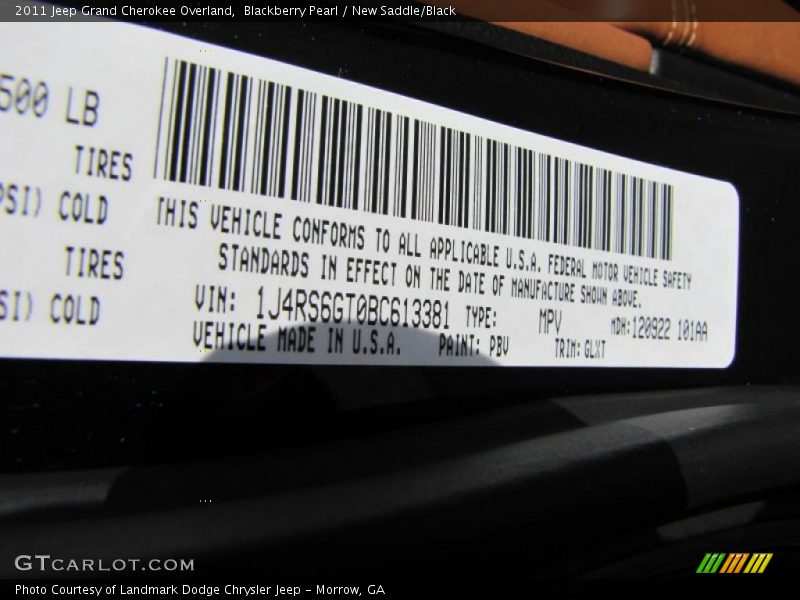 2011 Jeep Grand Cherokee Overland, Blackberry Pearl / New Saddle/Black
500 LB
TIRES
PSI) COLD
TIRES
SI) COLD
THIS VEHICLE CONFORMS TO ALL APPLICABLE U.S.A. FEDERAL MOTOR VEHICLE SAFETY
STANDARDS IN EFFECT ON THE DATE OF MANUFACTURE SHOWN ABOVE.
VIN: 1J4RS6GT0BC613381 TYPE: MPV MDH:120922 101AA
VEHICLE MADE IN U.S.A. PAINT: PBV TRIM: GLXT
GTCARLOT.COM
Photo Courtesy of Landmark Dodge Chrysler Jeep - Morrow, GA